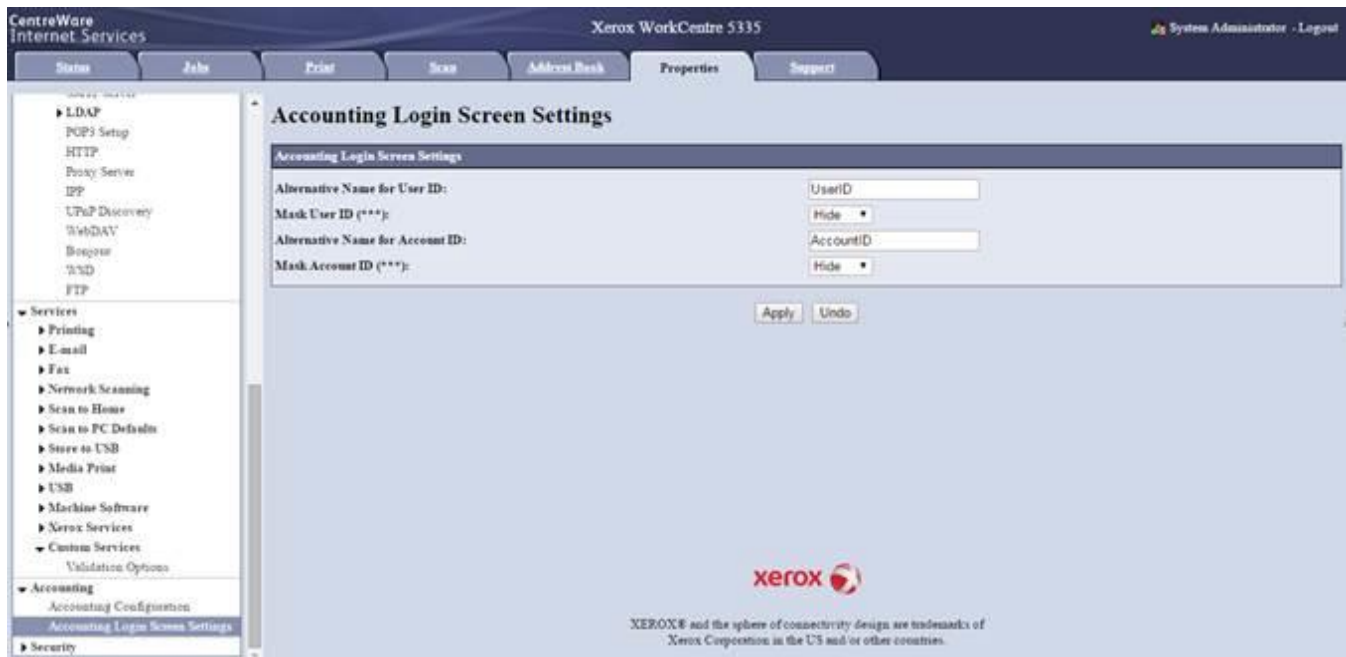 CentreWare
Internet Services
Xerox WorkCentre 5335
System Administrator - Logout
Status
Jobs
Print
Scan
Address Book
Properties
Support
LDAP
POP3 Setup
HTTP
Proxy Server
IPP
UPnP Discovery
WebDAV
Bonjour
WSD
FTP
Services
Printing
E-mail
Fax
Network Scanning
Scan to Home
Scan to PC Defaults
Store to USB
Media Print
USB
Machine Software
Xerox Services
Custom Services
Validation Options
Accounting
Accounting Configuration
Accounting Login Screen Settings
Security
Accounting Login Screen Settings
Accounting Login Screen Settings
Alternative Name for User ID: UserID
Mask User ID (***): Hide
Alternative Name for Account ID: AccountID
Mask Account ID (***): Hide
Apply Undo
xerox
XEROX® and the sphere of connectivity design are trademarks of
Xerox Corporation in the US and/or other countries.